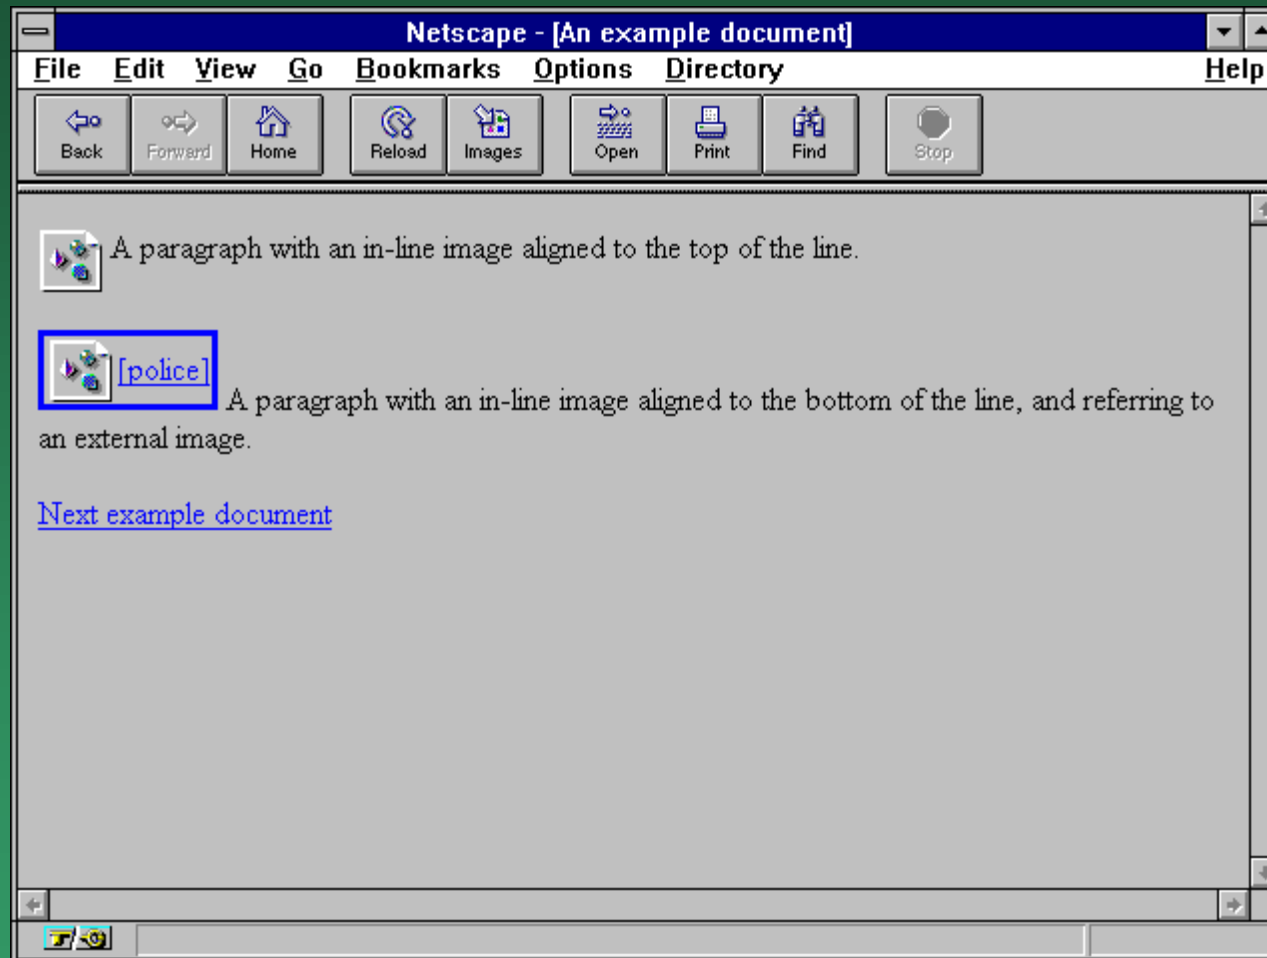 Netscape - [An example document]
File Edit View Go Bookmarks Options Directory Help
Back Forward Home Reload Images Open Print Find Stop
A paragraph with an in-line image aligned to the top of the line.
[police] A paragraph with an in-line image aligned to the bottom of the line, and referring to
an external image.
Next example document